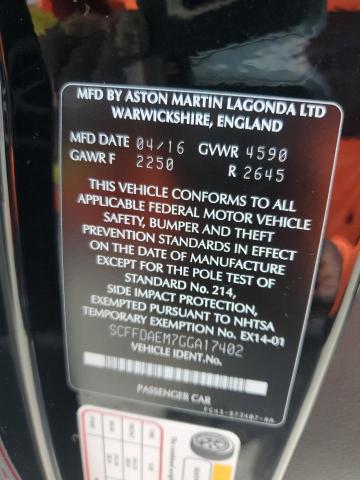 MFD BY ASTON MARTIN LAGONDA LTD
WARWICKSHIRE, ENGLAND
MFD DATE 04/16 GVWR 4590
GAWR F 2250 R 2645
THIS VEHICLE CONFORMS TO ALL
APPLICABLE FEDERAL MOTOR VEHICLE
SAFETY, BUMPER AND THEFT
PREVENTION STANDARDS IN EFFECT
ON THE DATE OF MANUFACTURE
EXCEPT FOR THE POLE TEST OF
STANDARD No. 214,
SIDE IMPACT PROTECTION,
EXEMPTED PURSUANT TO NHTSA
TEMPORARY EXEMPTION No. EX14-01
SCFFDAEM7GGA17402
VEHICLE IDENT.No.
PASSENGER CAR